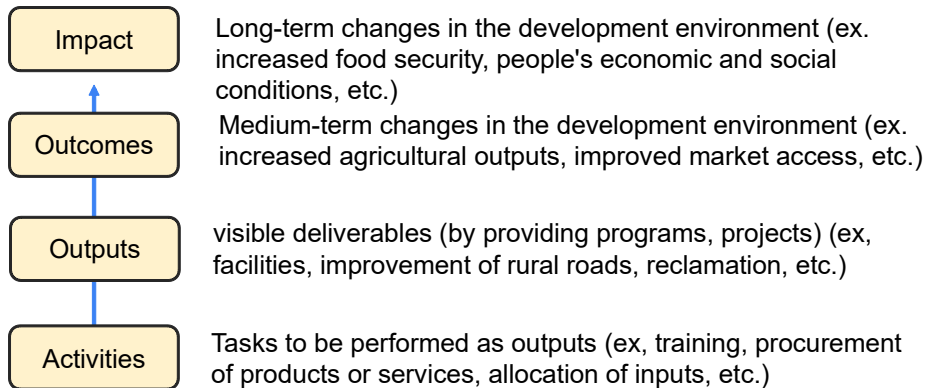 Impact
Long-term changes in the development environment (ex.
increased food security, people's economic and social
conditions, etc.)
Outcomes
Medium-term changes in the development environment (ex.
increased agricultural outputs, improved market access, etc.)
Outputs
visible deliverables (by providing programs, projects) (ex,
facilities, improvement of rural roads, reclamation, etc.)
Activities
Tasks to be performed as outputs (ex, training, procurement
of products or services, allocation of inputs, etc.)